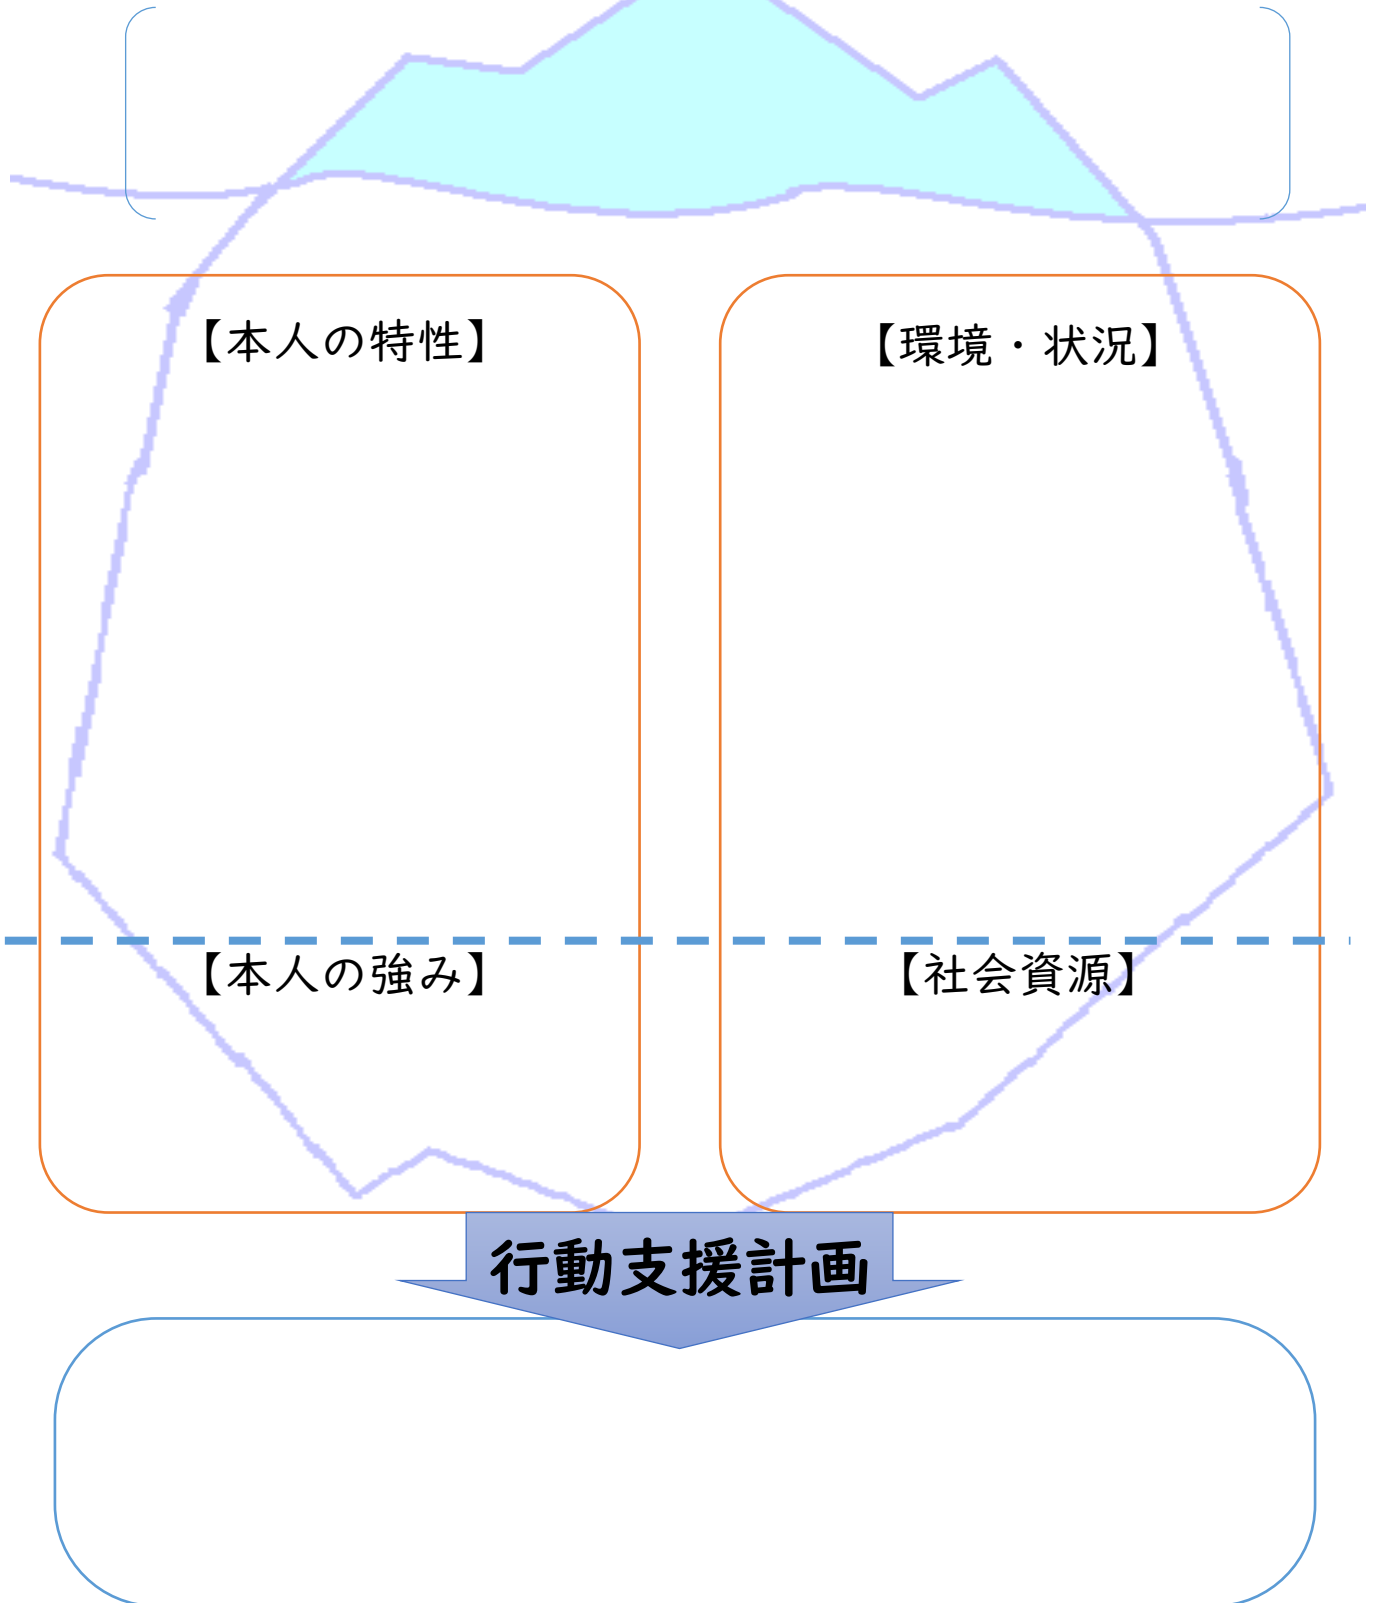 【本人の特性】
【環境・状況】
【本人の強み】
【社会資源】
行動支援計画